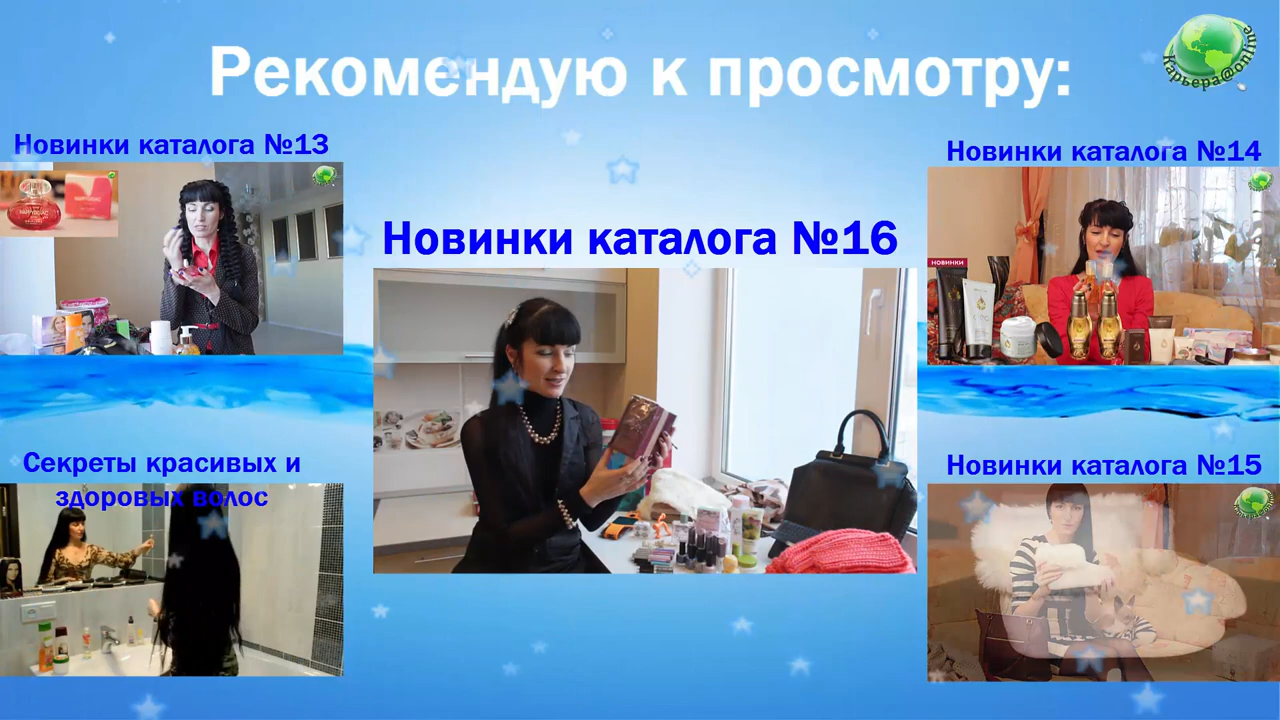 Рекомендую к просмотру:
Карьера@online
Новинки каталога №13
Новинки каталога №14
Новинки каталога №16
НОВИНКИ
Секреты красивых и
здоровых волос
Новинки каталога №15